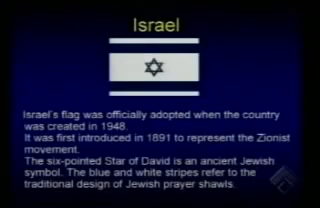 Israel
Israel's flag was officially adopted when the country
was created in 1948.
It was first introduced in 1891 to represent the Zionist
movement.
The six-pointed Star of David is an ancient Jewish
symbol. The blue and white stripes refer to the
traditional design of Jewish prayer shawls.